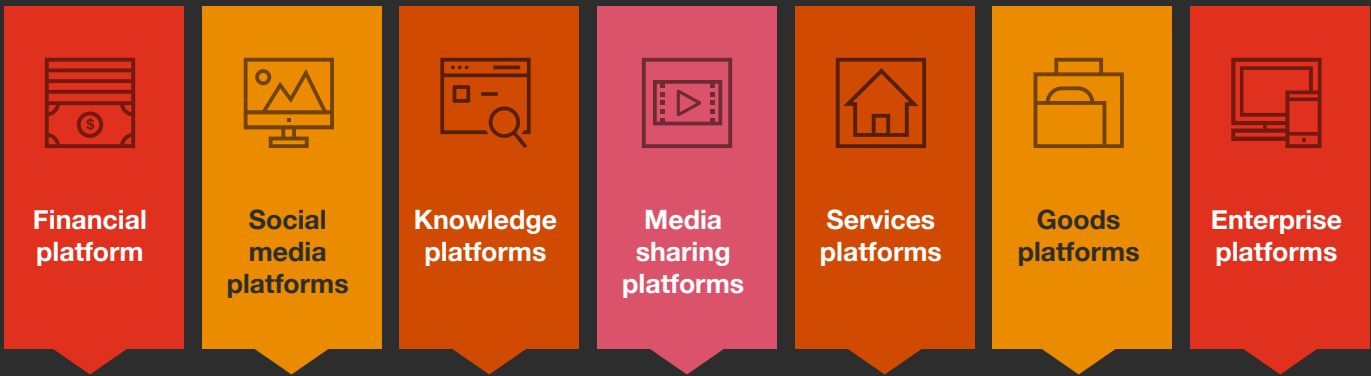 $
Financial
platform
Social
media
platforms
Knowledge
platforms
Media
sharing
platforms
Services
platforms
Goods
platforms
Enterprise
platforms